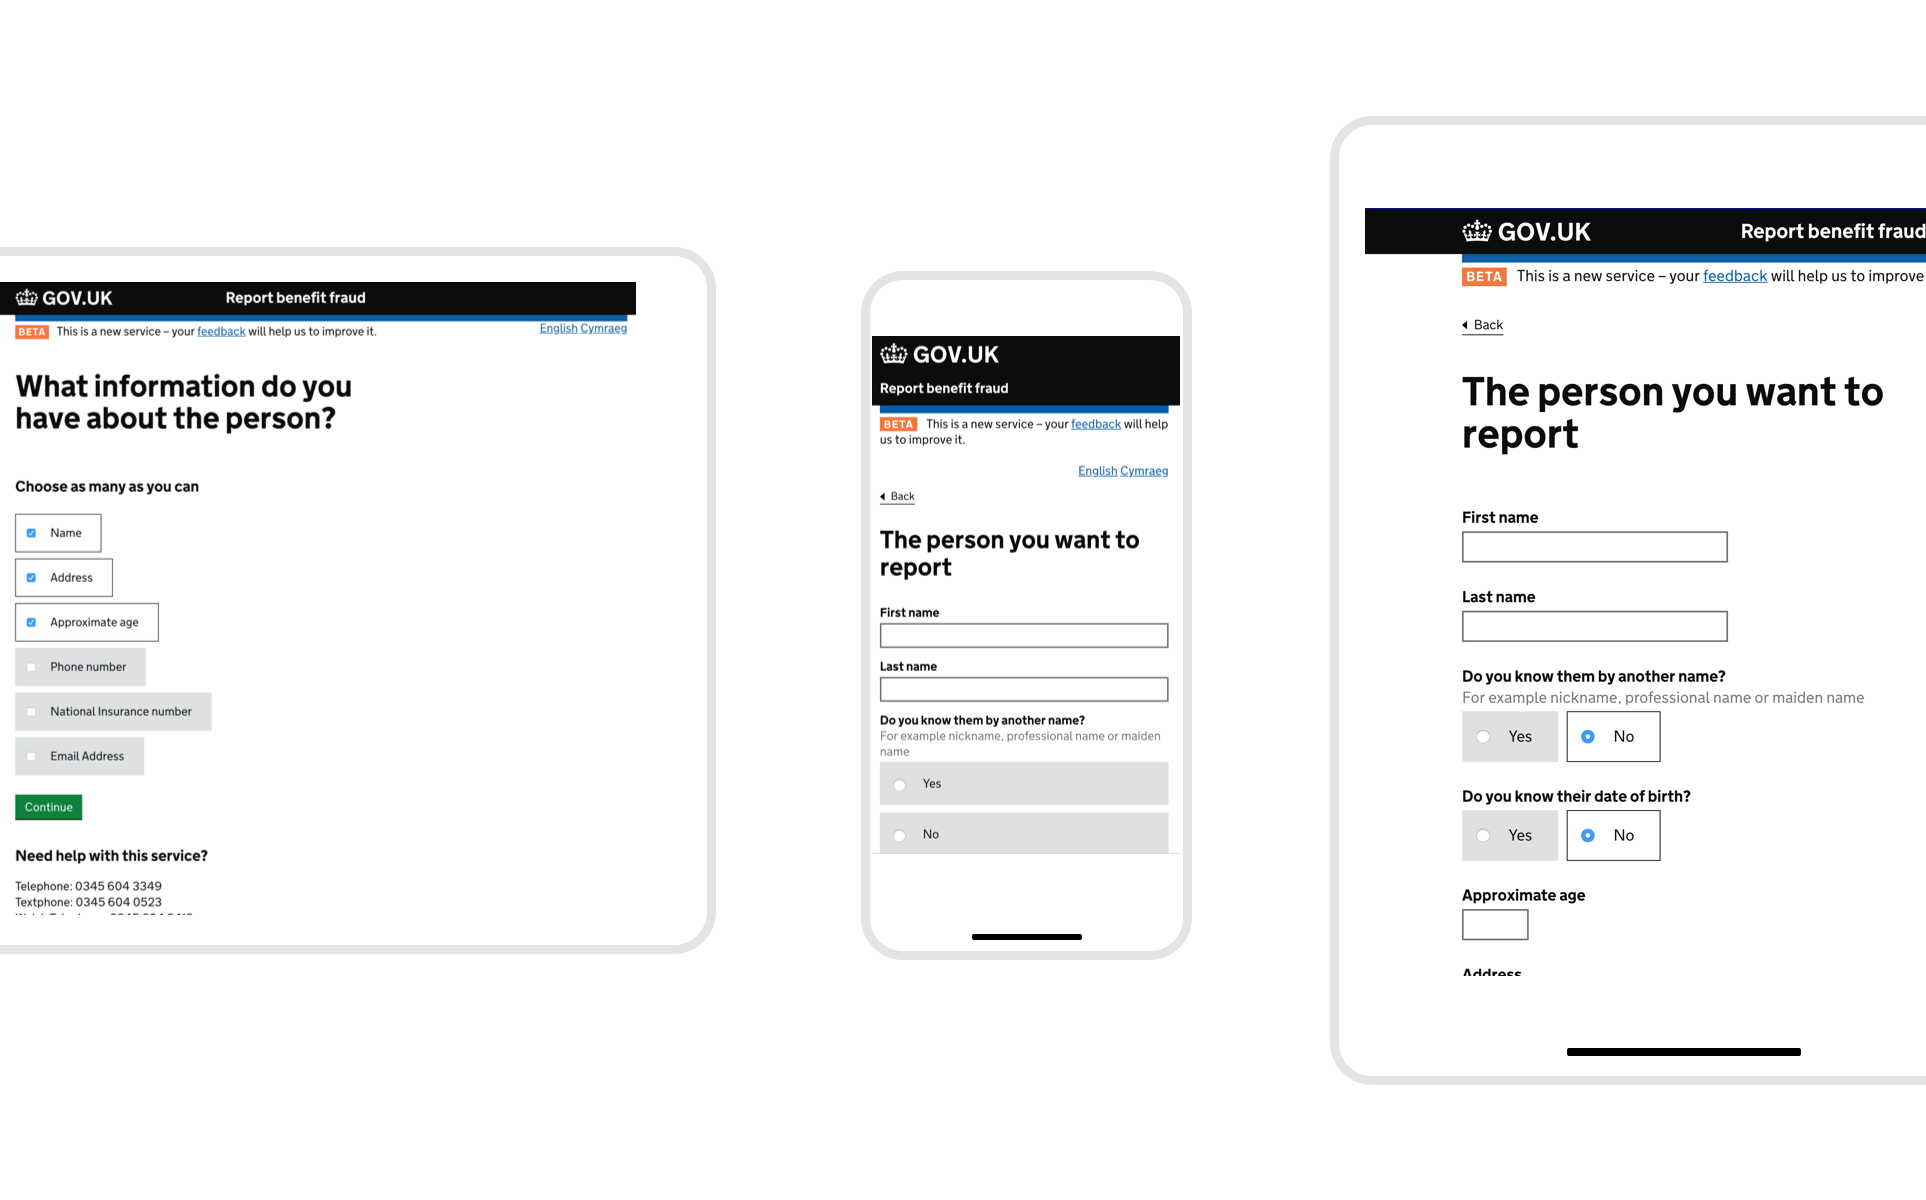 GOV.UK Report benefit fraud
BETA This is a new service – your feedback will help us to improve it. English Cymraeg
What information do you
have about the person?
Choose as many as you can
Name
Address
Approximate age
Phone number
National Insurance number
Email Address
Continue
Need help with this service?
Telephone: 0345 604 3349
Textphone: 0345 604 0523
GOV.UK
Report benefit fraud
BETA This is a new service – your feedback will help
us to improve it.
English Cymraeg
Back
The person you want to
report
First name
Last name
Do you know them by another name?
For example nickname, professional name or maiden
name
Yes
No
GOV.UK Report benefit fraud
BETA This is a new service – your feedback will help us to improve
Back
The person you want to
report
First name
Last name
Do you know them by another name?
For example nickname, professional name or maiden name
Yes No
Do you know their date of birth?
Yes No
Approximate age
Address